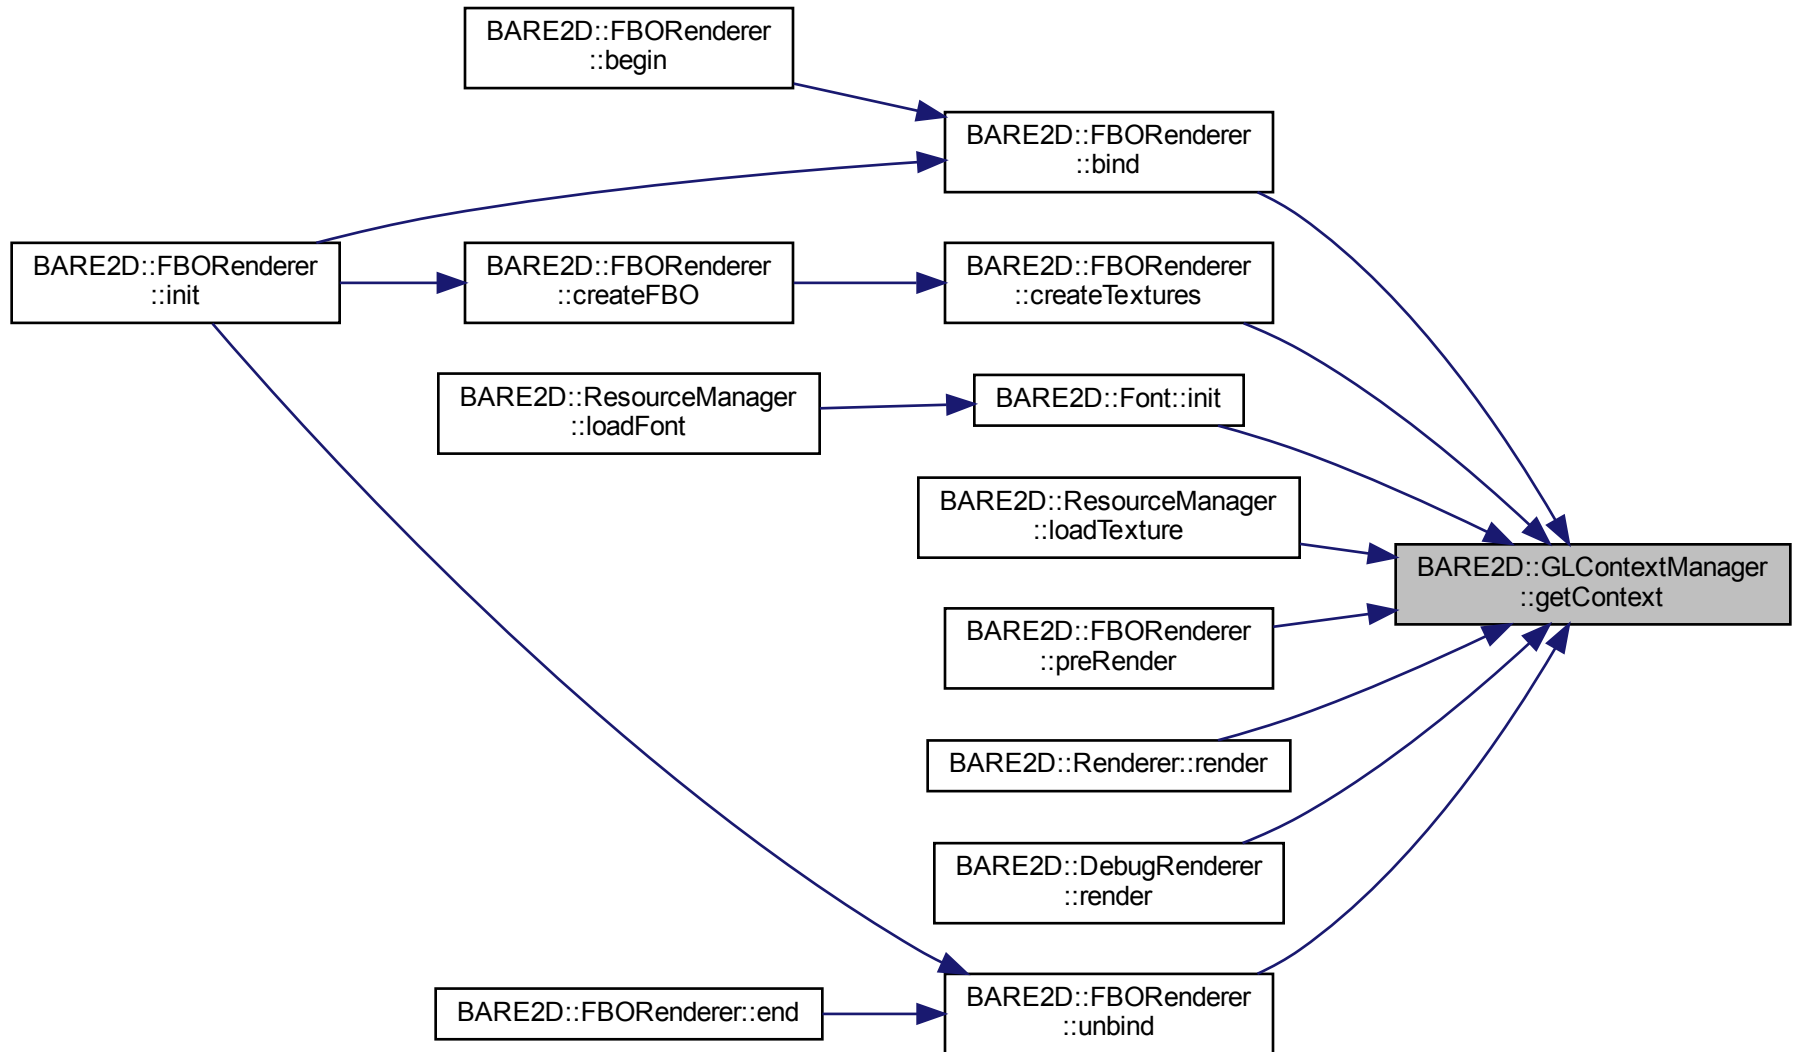 BARE2D::FBORenderer
::begin
BARE2D::FBORenderer
::bind
BARE2D::FBORenderer
::init
BARE2D::FBORenderer
::createFBO
BARE2D::FBORenderer
::createTextures
BARE2D::ResourceManager
::loadFont
BARE2D::Font::init
BARE2D::ResourceManager
::loadTexture
BARE2D::GLContextManager
::getContext
BARE2D::FBORenderer
::preRender
BARE2D::Renderer::render
BARE2D::DebugRenderer
::render
BARE2D::FBORenderer::end
BARE2D::FBORenderer
::unbind